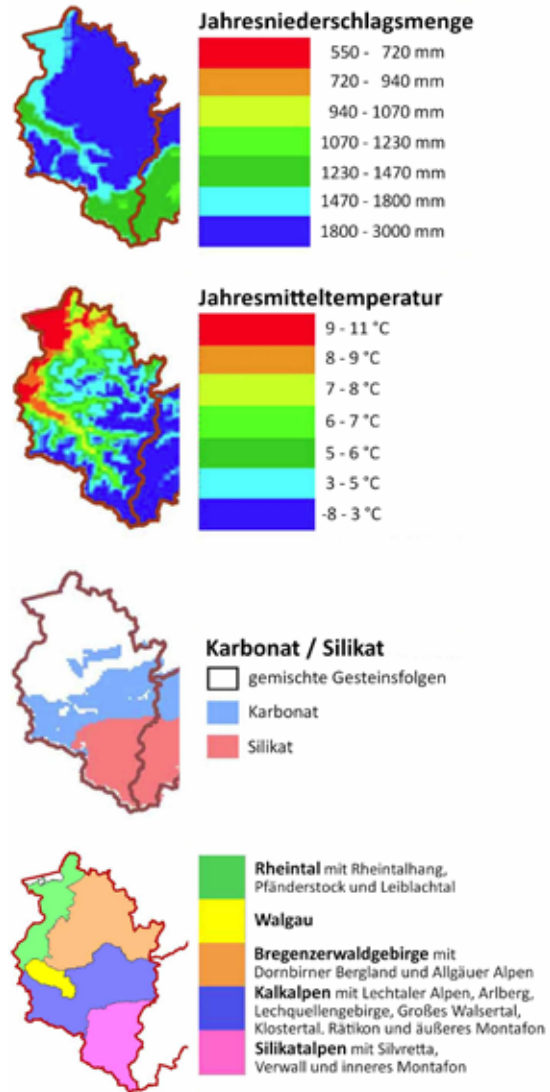 Jahresniederschlagsmenge
550 - 720 mm
720 - 940 mm
940 - 1070 mm
1070 - 1230 mm
1230 - 1470 mm
1470 - 1800 mm
1800 - 3000 mm
Jahresmitteltemperatur
9 - 11 °C
8 - 9 °C
7 - 8 °C
6 - 7 °C
5 - 6 °C
3 - 5 °C
-8 - 3 °C
Karbonat / Silikat
gemischte Gesteinsfolgen
Karbonat
Silikat
Rheintal mit Rheintalhang,
Pfänderstock und Leiblachtal
Walgau
Bregenzerwaldgebirge mit
Dornbirner Bergland und Allgäuer Alpen
Kalkalpen mit Lechtaler Alpen, Arlberg,
Lechquellengebirge, Großes Walsertal,
Klostertal, Rätikon und äußeres Montafon
Silikatalpen mit Silvretta,
Verwall und inneres Montafon